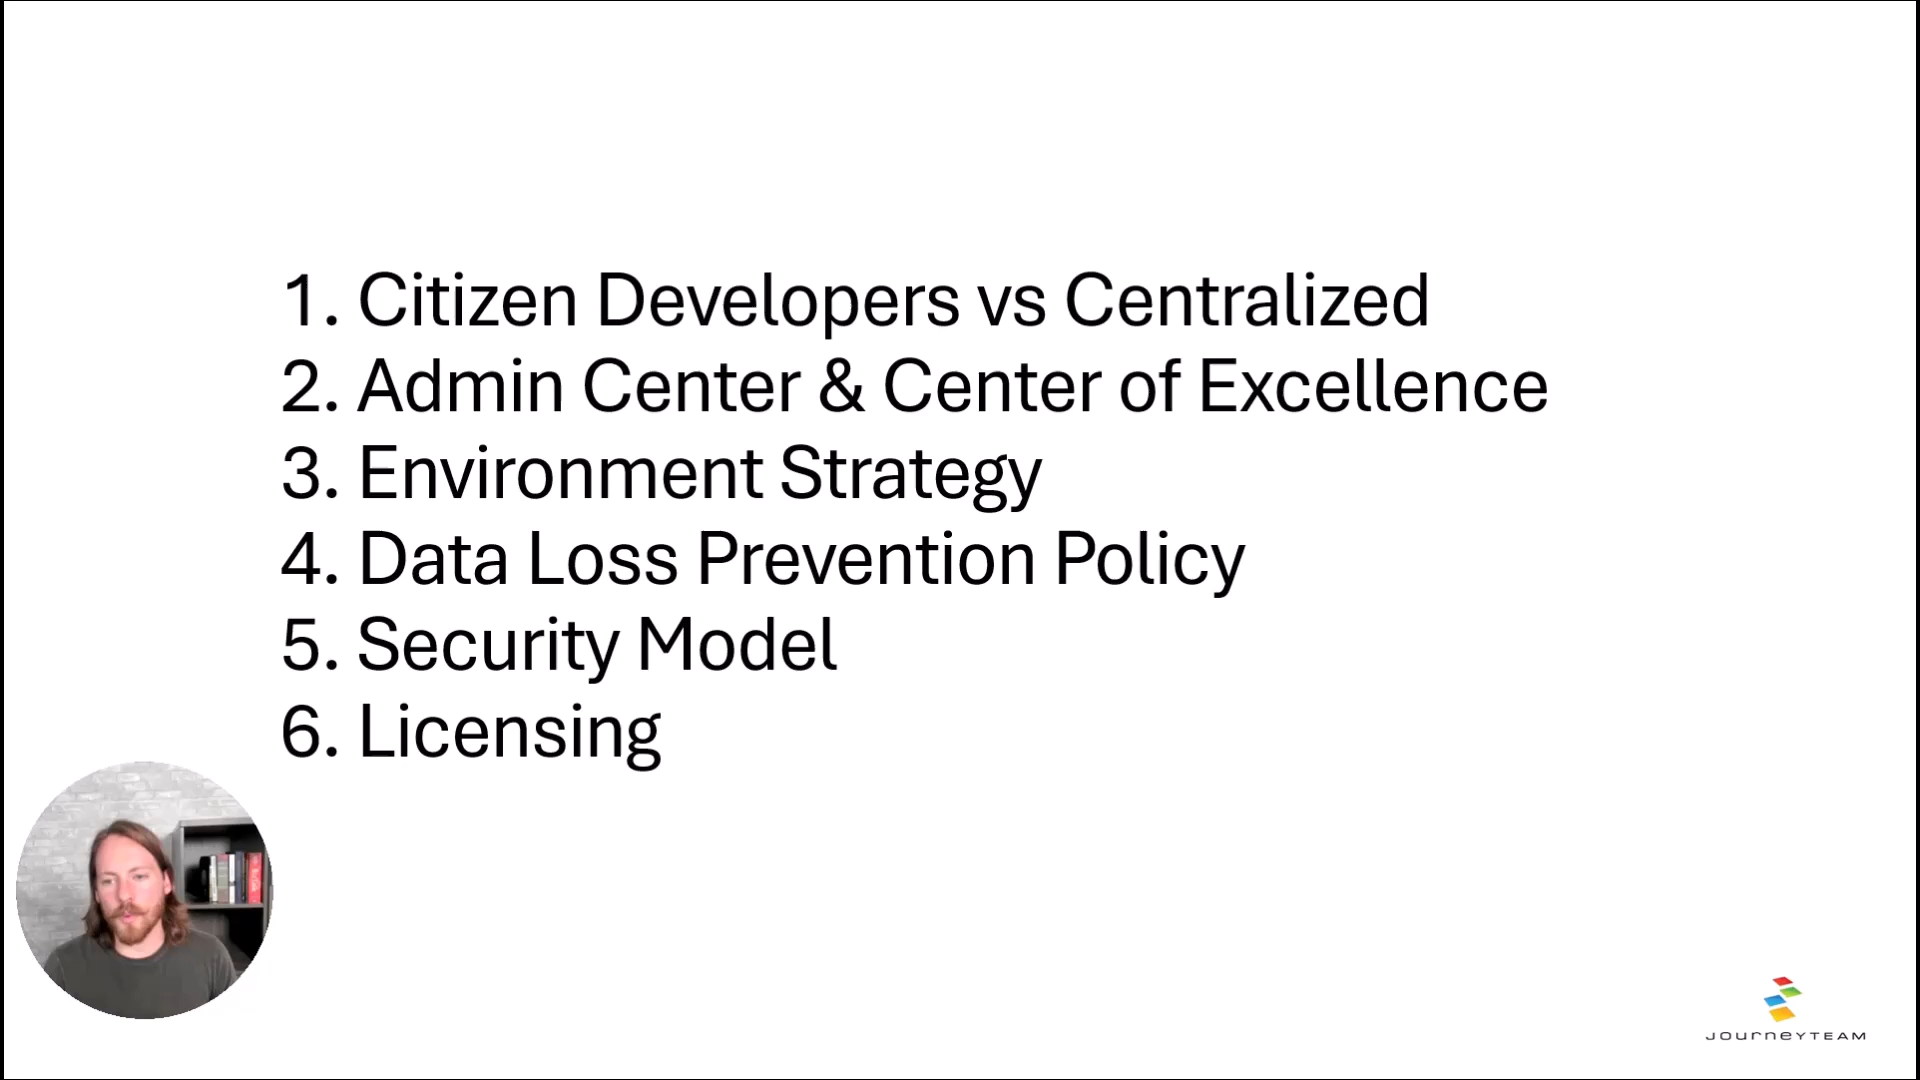 1. Citizen Developers vs Centralized
2. Admin Center & Center of Excellence
3. Environment Strategy
4. Data Loss Prevention Policy
5. Security Model
6. Licensing
JOURNEYTEAM